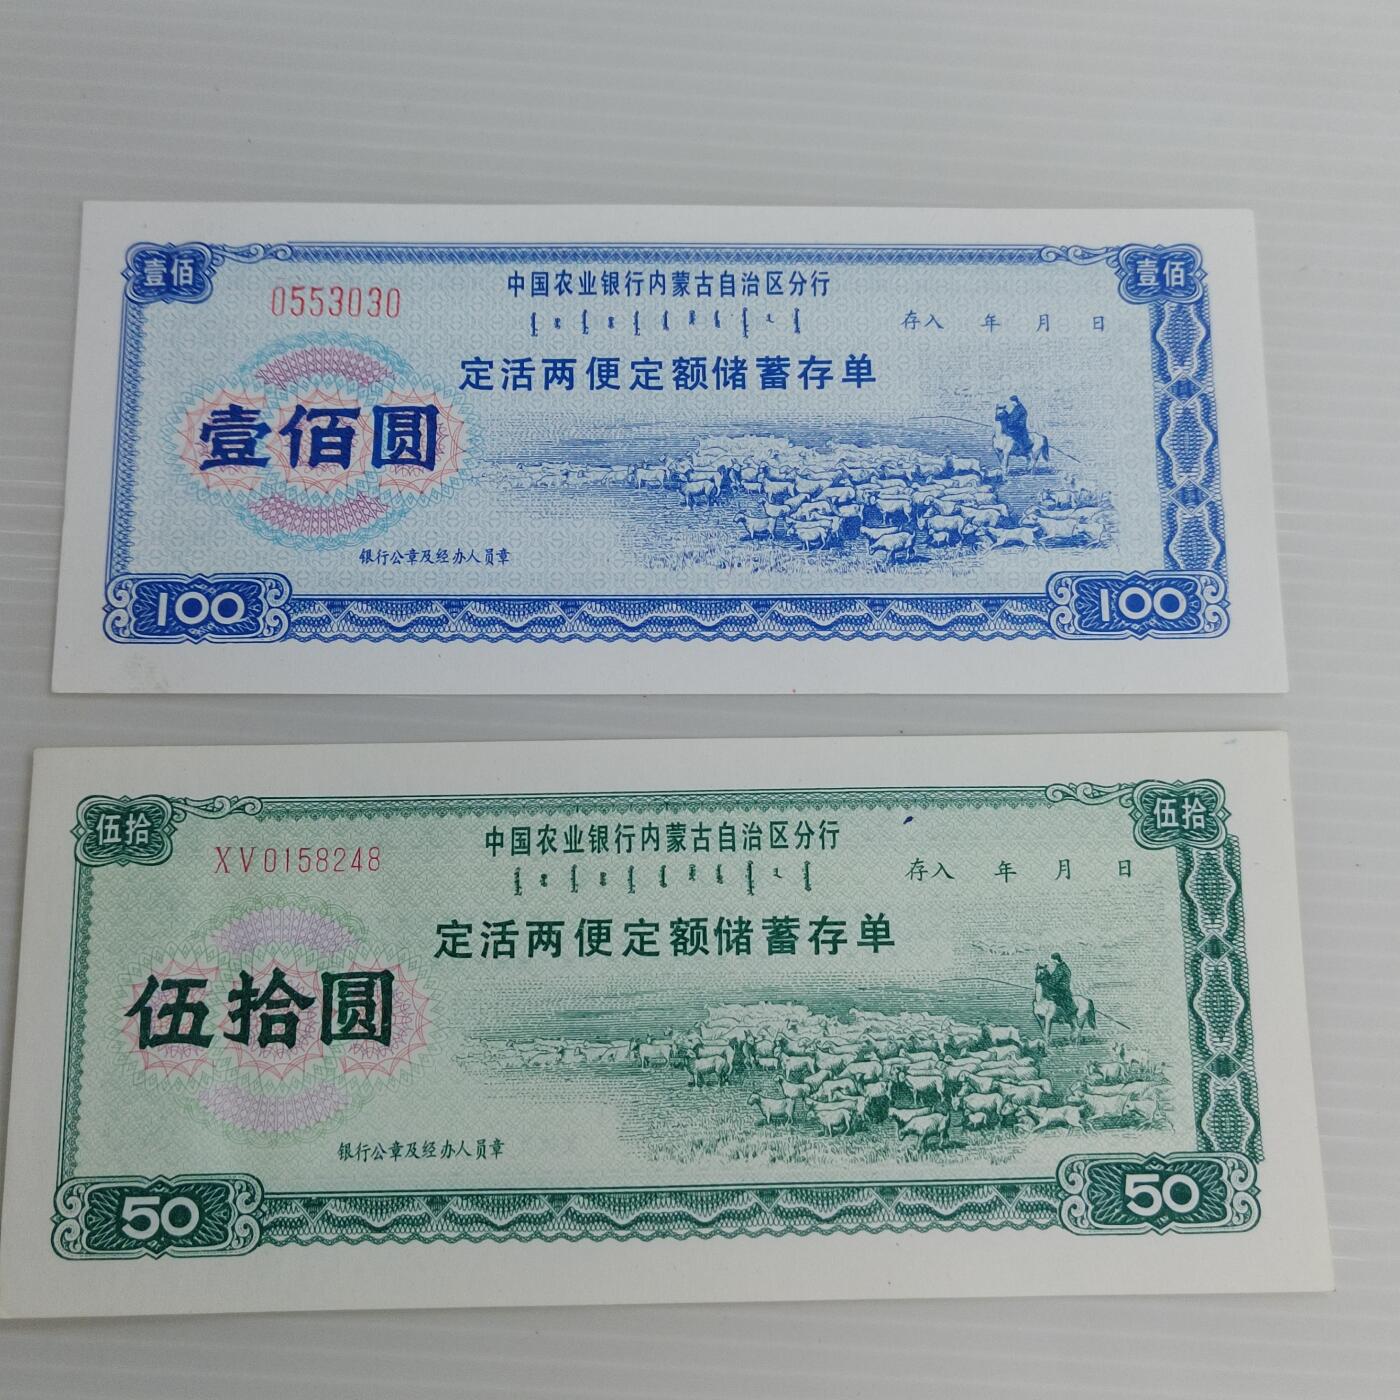 壹佰
壹佰
中国农业银行内蒙古自治区分行
0553030
存入 年 月 日
定活两便定额储蓄存单
壹佰圆
银行公章及经办人员章
100
100
伍拾
伍拾
中国农业银行内蒙古自治区分行
XV0158248
存入 年 月 日
定活两便定额储蓄存单
伍拾圆
银行公章及经办人员章
50
50